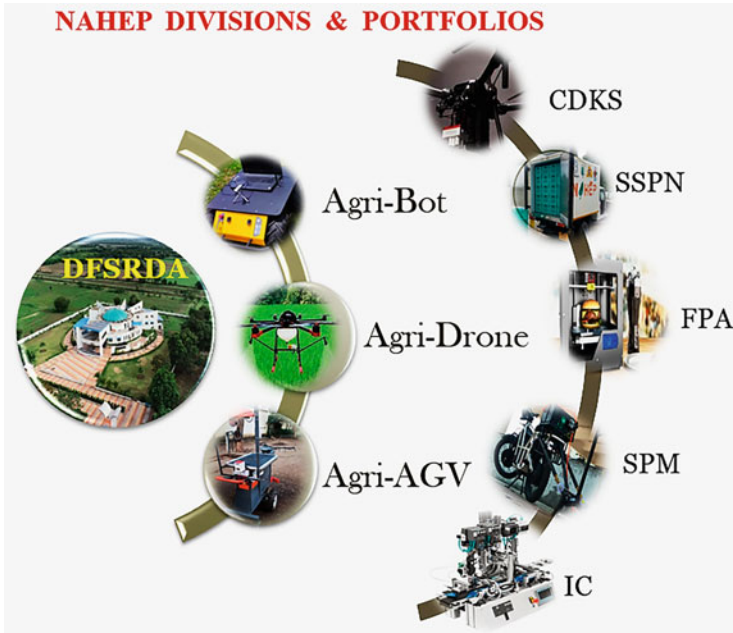 NAHEP DIVISIONS & PORTFOLIOS
CDKS
SSPN
Agri-Bot
DFSRDA
Agri-Drone
FPA
Agri-AGV
SPM
IC